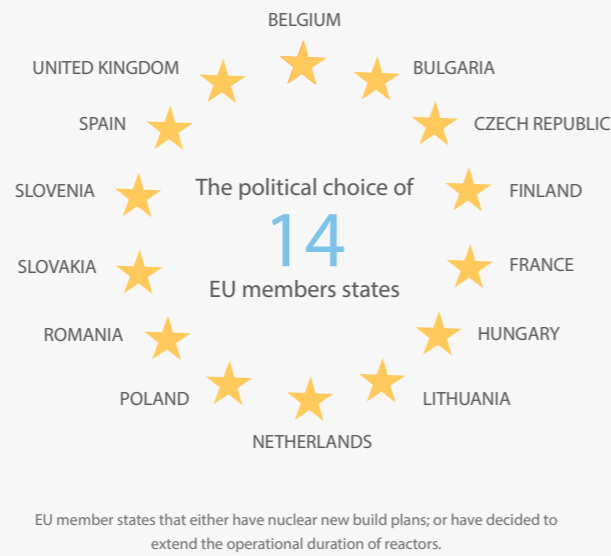 BELGIUM
UNITED KINGDOM
BULGARIA
SPAIN
CZECH REPUBLIC
The political choice of
SLOVENIA
FINLAND
14
SLOVAKIA
FRANCE
EU members states
ROMANIA
HUNGARY
POLAND
LITHUANIA
NETHERLANDS
EU member states that either have nuclear new build plans; or have decided to
extend the operational duration of reactors.